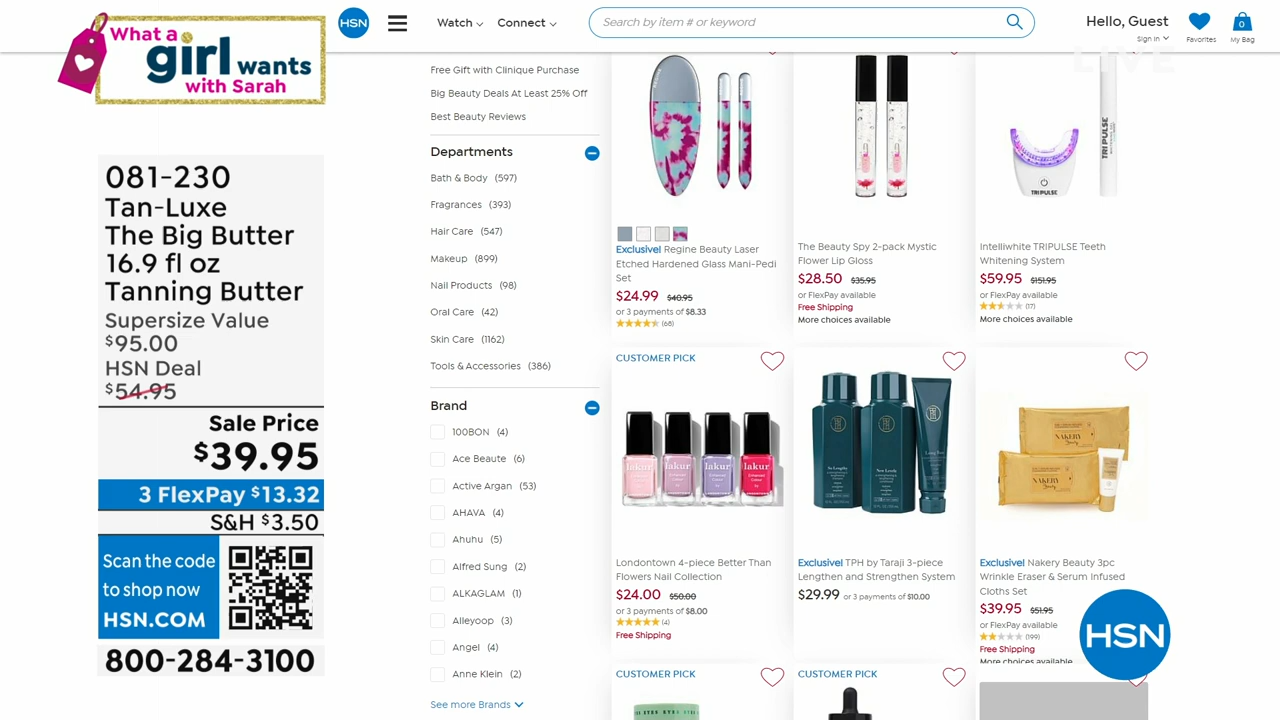 What a
girl wants
with Sarah
081-230
Tan-Luxe
The Big Butter
16.9 fl oz
Tanning Butter
Supersize Value
$95.00
HSN Deal
$54.95
Sale Price
$39.95
3 FlexPay $13.32
S&H $3.50
Scan the code
to shop now
HSN.COM
800-284-3100
HSN
Watch
Connect
Search by item # or keyword
Hello, Guest
Sign In
Favorites
0
My Bag
LIVE
Free Gift with Clinique Purchase
Big Beauty Deals At Least 25% Off
Best Beauty Reviews
Departments
Bath & Body (597)
Fragrances (393)
Hair Care (547)
Makeup (899)
Nail Products (98)
Oral Care (42)
Skin Care (1162)
Tools & Accessories (386)
Brand
100BON (4)
Ace Beaute (6)
Active Argan (53)
AHAVA (4)
Ahuhu (5)
Alfred Sung (2)
ALKAGLAM (1)
Alleyoop (3)
Angel (4)
Anne Klein (2)
See more Brands
Exclusive! Regine Beauty Laser
Etched Hardened Glass Mani-Pedi
Set
$24.99 $40.95
or 3 payments of $8.33
(68)
The Beauty Spy 2-pack Mystic
Flower Lip Gloss
$28.50 $35.95
or FlexPay available
Free Shipping
More choices available
TRIPULSE
TRIPULSE
Intelliwhite TRIPULSE Teeth
Whitening System
$59.95 $151.95
or FlexPay available
(17)
More choices available
CUSTOMER PICK
lakur lakur lakur lakur
Londontown 4-piece Better Than
Flowers Nail Collection
$24.00 $50.00
or 3 payments of $8.00
(4)
Free Shipping
Exclusive! TPH by Taraji 3-piece
Lengthen and Strengthen System
$29.99 or 3 payments of $10.00
NAKERY
NAKERY
Exclusive! Nakery Beauty 3pc
Wrinkle Eraser & Serum Infused
Cloths Set
$39.95 $51.95
or FlexPay available
(199)
Free Shipping
More choices available
HSN
CUSTOMER PICK
CUSTOMER PICK